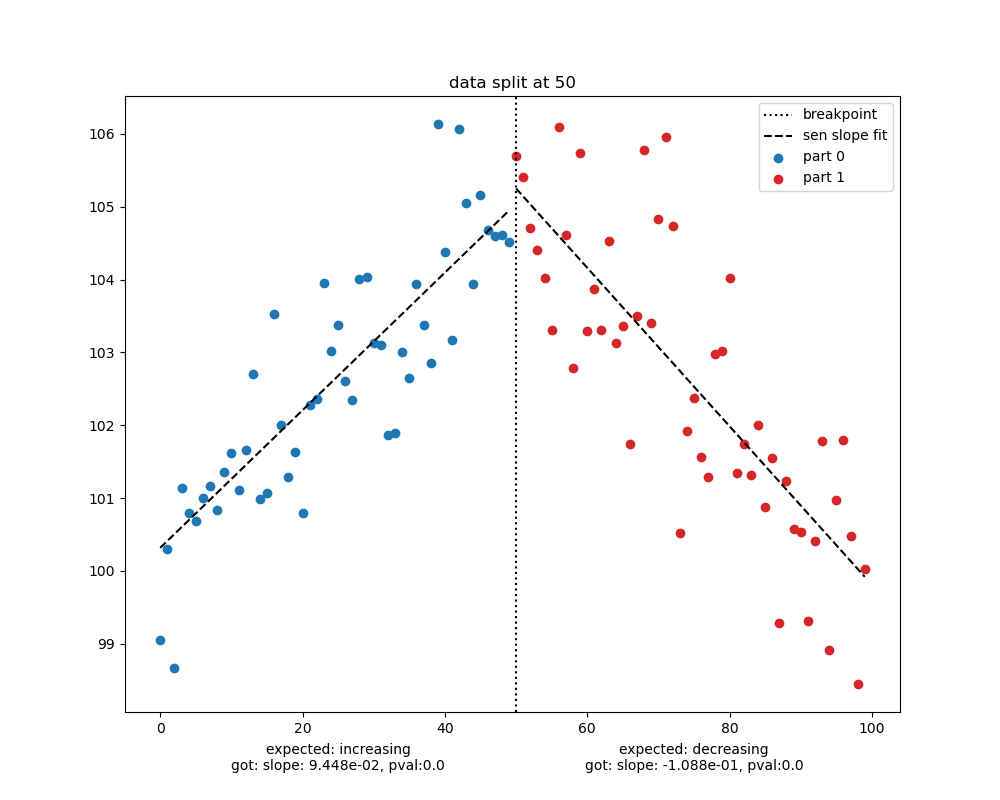 data split at 50
breakpoint
sen slope fit
part 0
part 1
106
105
104
103
102
101
100
99
0
20
40
60
80
100
expected: increasing
got: slope: 9.448e-02, pval:0.0
expected: decreasing
got: slope: -1.088e-01, pval:0.0